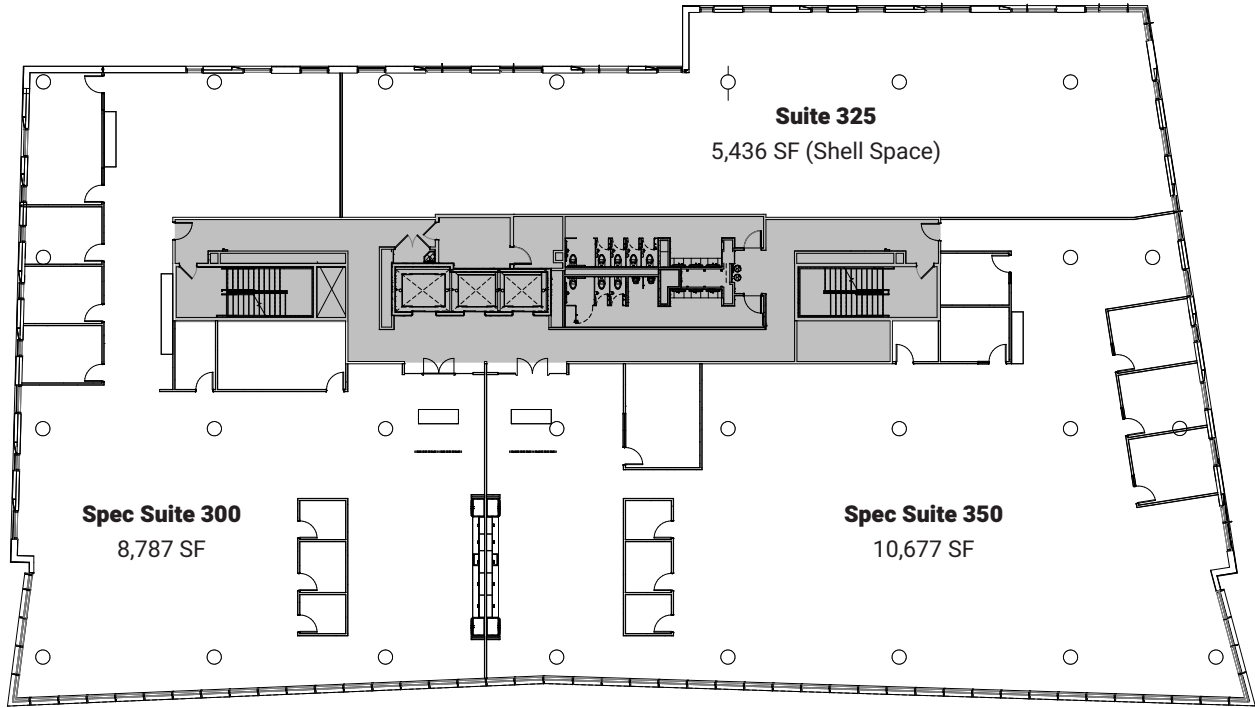 Suite 325
5,436 SF (Shell Space)
Spec Suite 300
8,787 SF
Spec Suite 350
10,677 SF